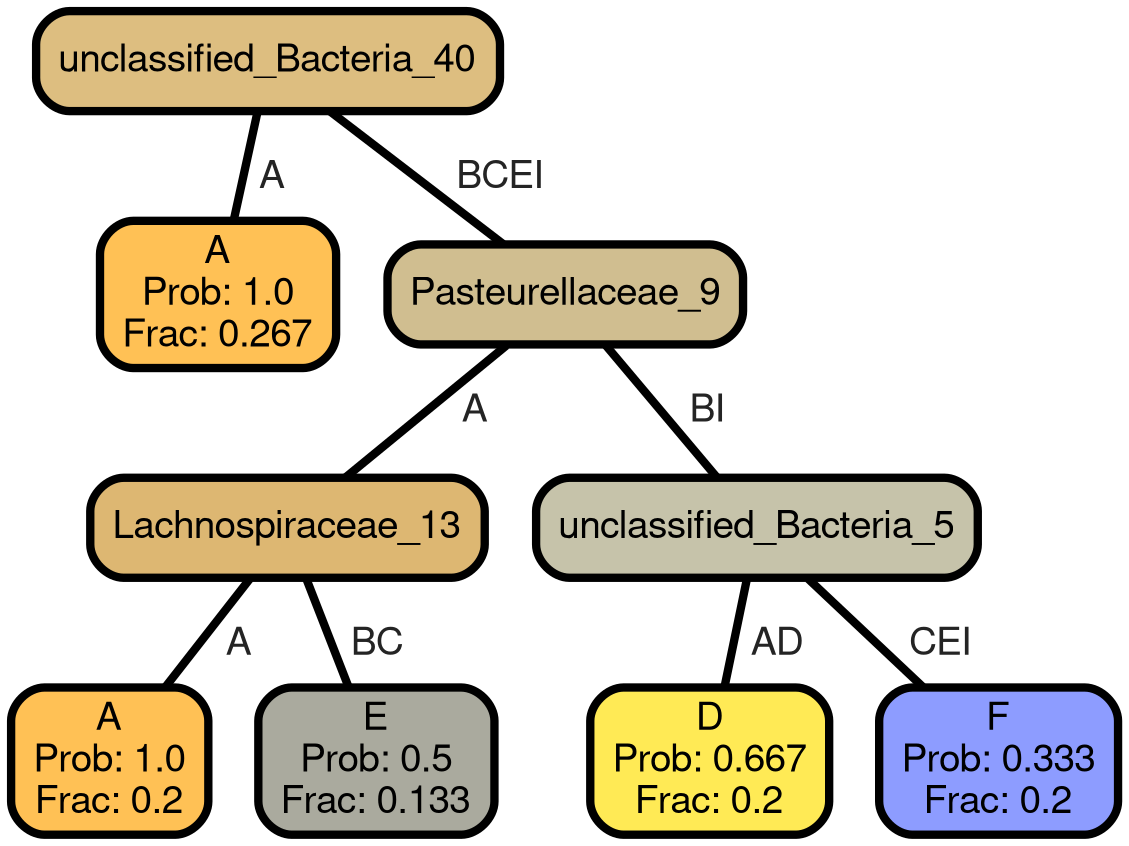 unclassified_Bacteria_40
A
BCEI
A
Prob: 1.0
Frac: 0.267
Pasteurellaceae_9
A
BI
Lachnospiraceae_13
unclassified_Bacteria_5
A
BC
AD
CEI
A
Prob: 1.0
Frac: 0.2
E
Prob: 0.5
Frac: 0.133
D
Prob: 0.667
Frac: 0.2
F
Prob: 0.333
Frac: 0.2